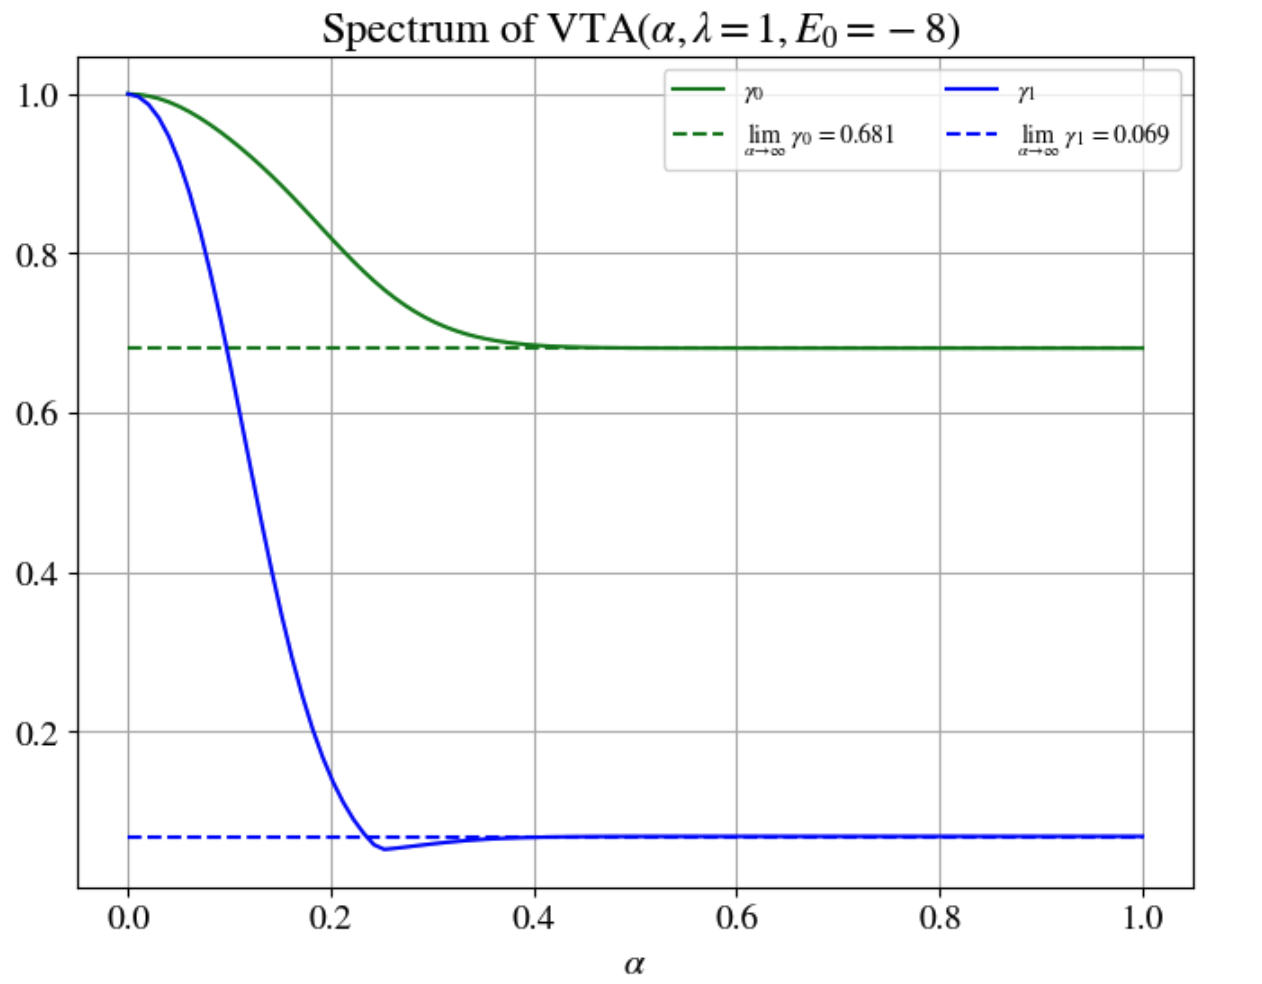 Spectrum of VTA(α, λ = 1, E₀ = − 8)
γ₀
γ₁
lim γ₀ = 0.681
α→∞
lim γ₁ = 0.069
α→∞
1.0
0.8
0.6
0.4
0.2
0.0 0.2 0.4 0.6 0.8 1.0
α